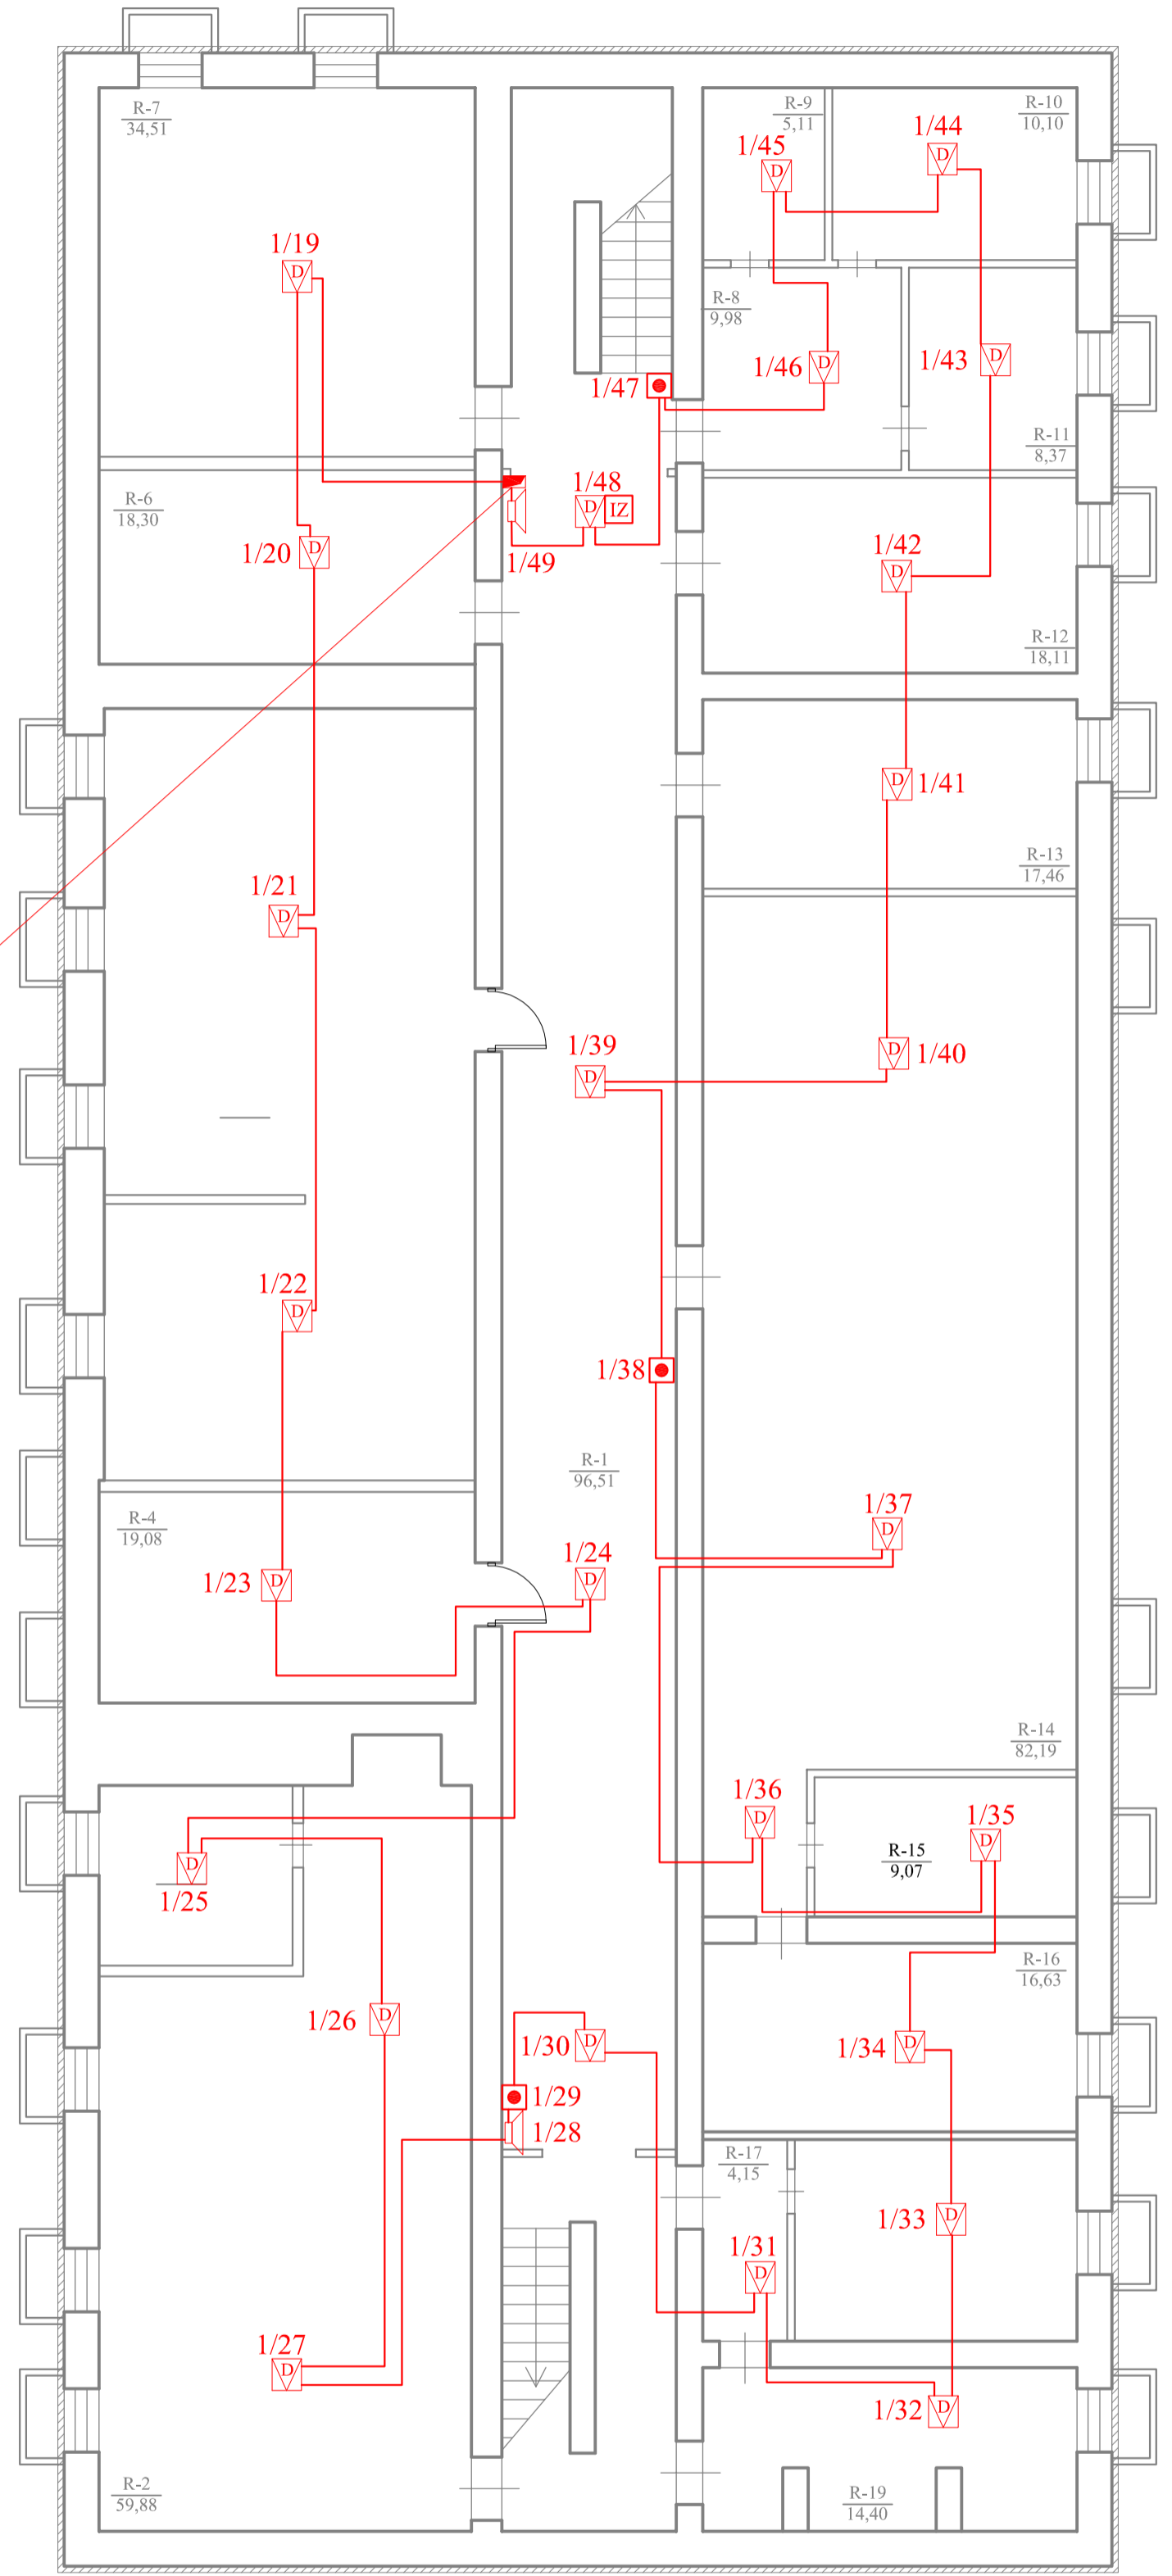 R-7
34,51
R-9
5,11
R-10
10,10
1/45
D
1/44
D
1/19
D
R-8
9,98
1/46
D
1/43
D
1/47
R-11
8,37
R-6
18,30
1/48
D
IZ
1/49
1/20
D
1/42
D
R-12
18,11
1/41
D
R-13
17,46
1/21
D
1/39
D
1/40
D
1/22
D
1/38
R-1
96,51
1/37
D
R-4
19,08
1/23
D
1/24
D
R-14
82,19
1/36
D
1/35
D
R-15
9,07
1/25
D
R-16
16,63
1/26
D
1/30
D
1/34
D
1/29
1/28
R-17
4,15
1/33
D
1/31
D
1/27
D
1/32
D
R-2
59,88
R-19
14,40